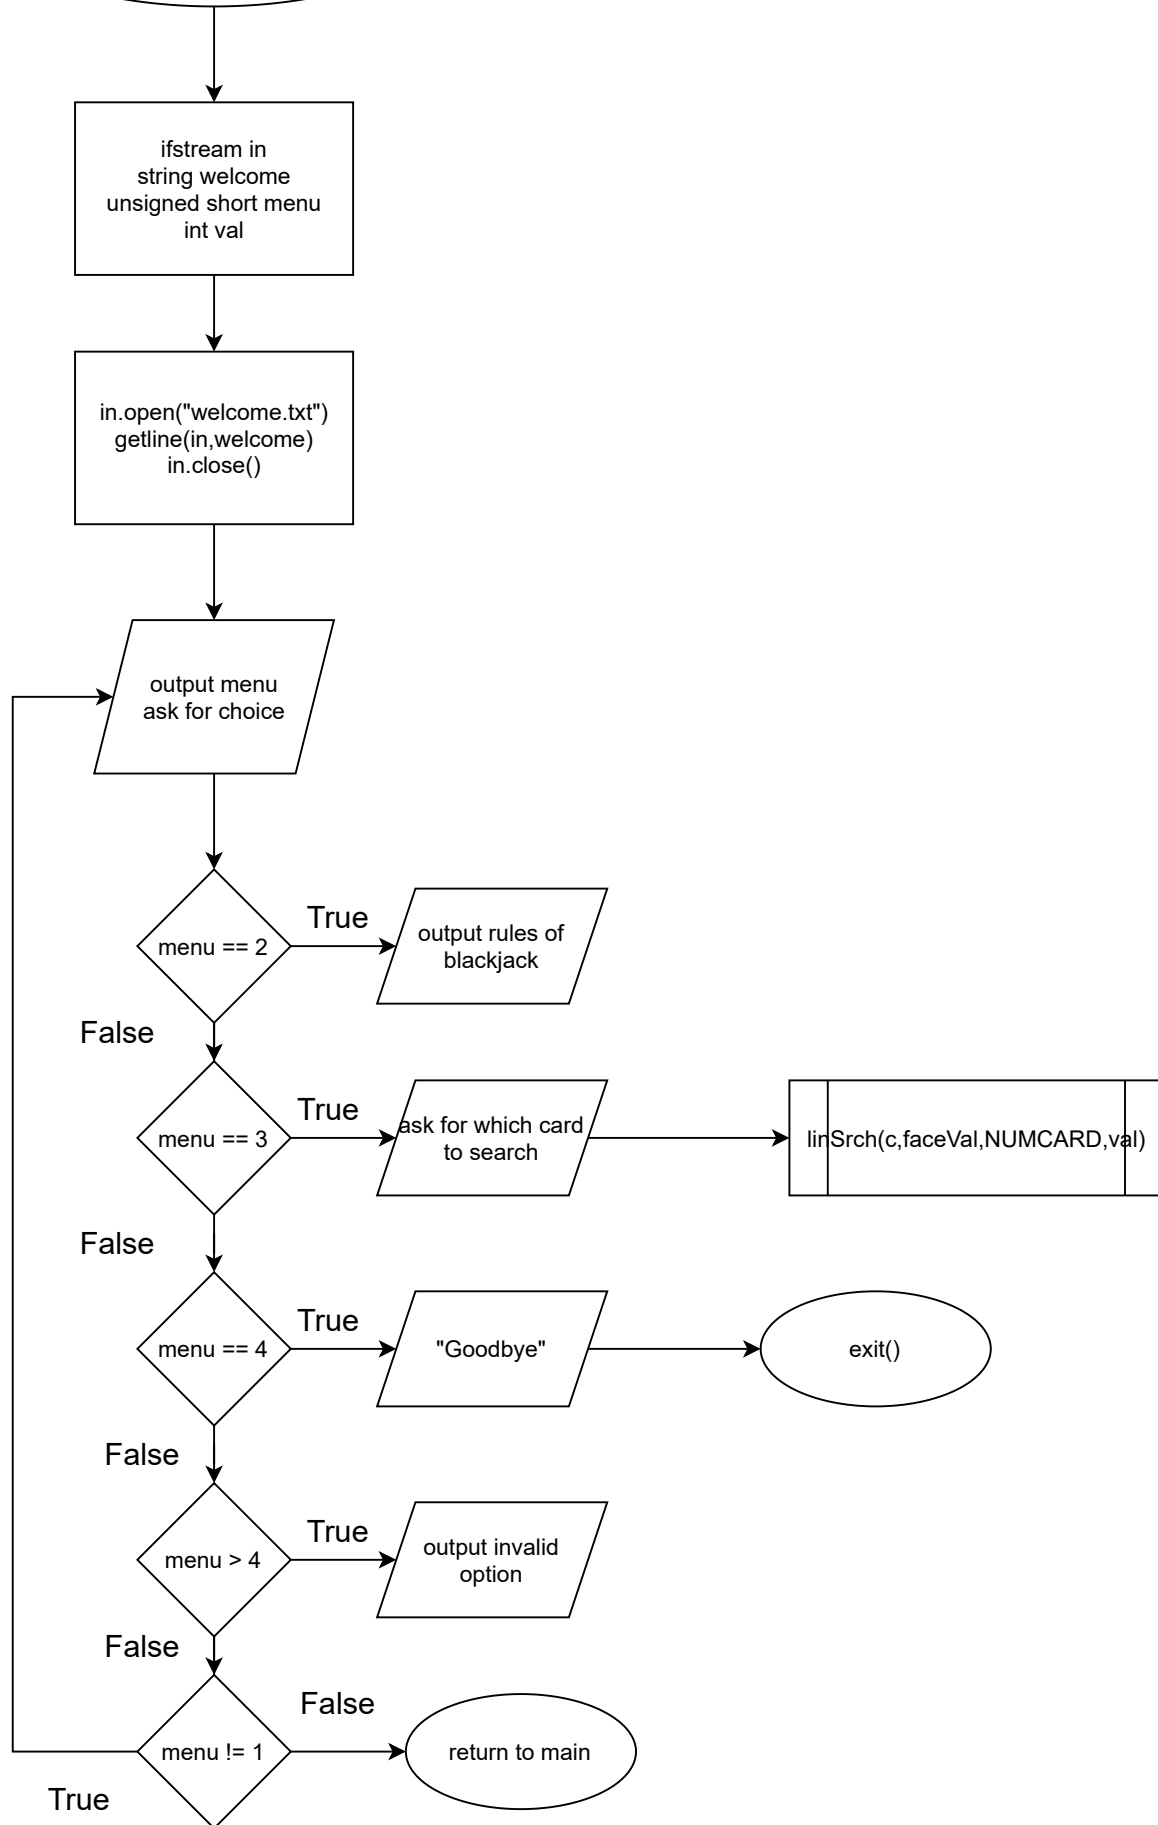 ifstream in
string welcome
unsigned short menu
int val
in.open("welcome.txt")
getline(in,welcome)
in.close()
output menu
ask for choice
menu == 2
True
output rules of
blackjack
False
menu == 3
True
ask for which card
to search
linSrch(c,faceVal,NUMCARD,val)
False
menu == 4
True
"Goodbye"
exit()
False
menu > 4
True
output invalid
option
False
menu != 1
False
return to main
True